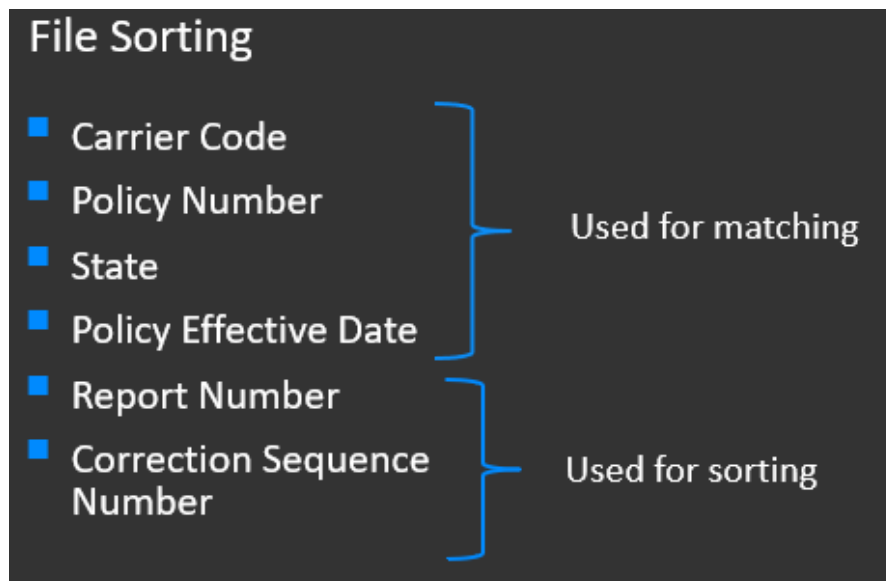 File Sorting
Carrier Code
Policy Number
State
Policy Effective Date
Used for matching
Report Number
Correction Sequence
Number
Used for sorting